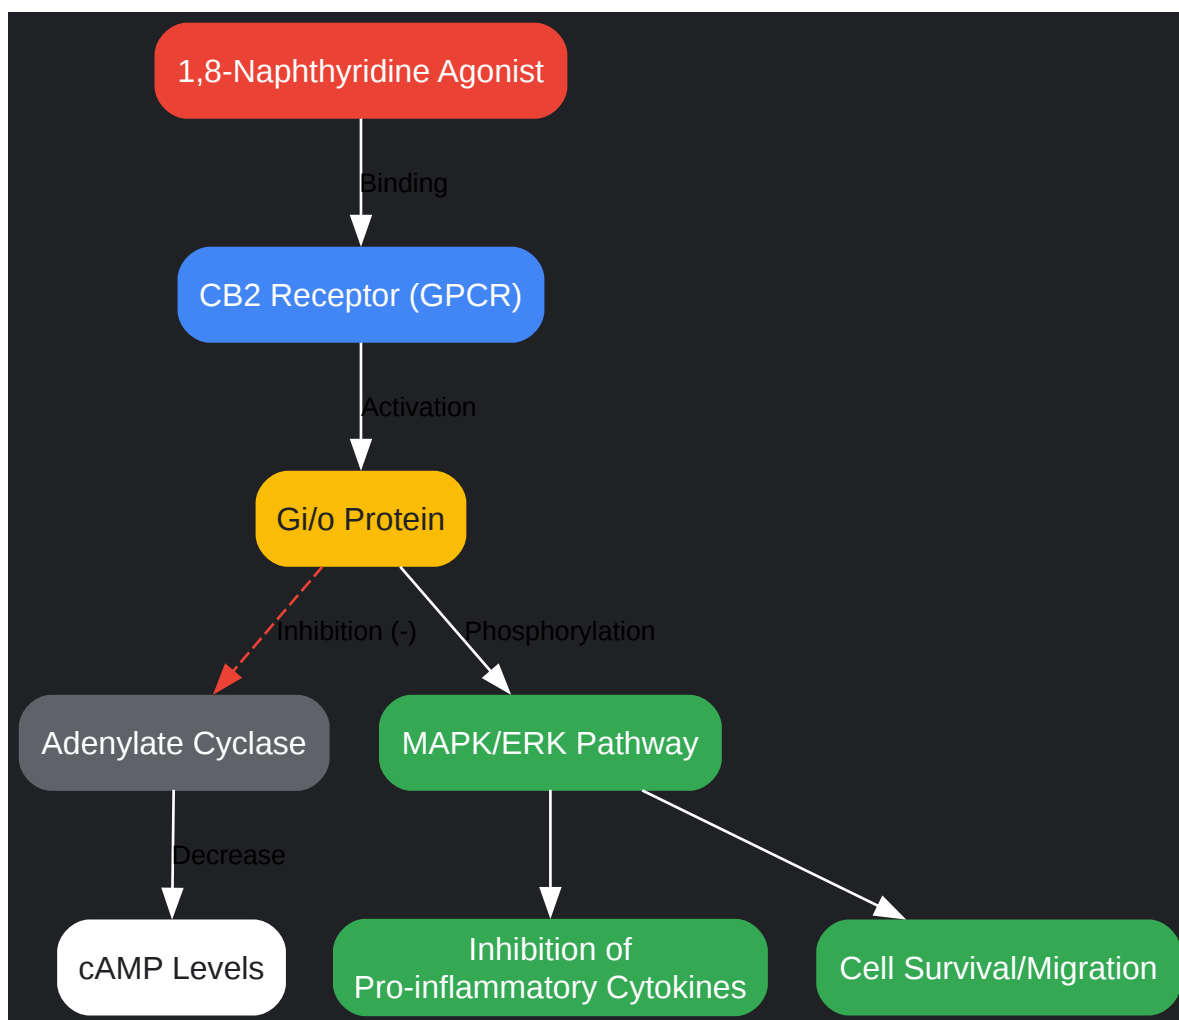 1,8-Naphthyridine Agonist
Binding
CB2 Receptor (GPCR)
Activation
Gi/o Protein
Inhibition (-)
Phosphorylation
Adenylate Cyclase
MAPK/ERK Pathway
Decrease
cAMP Levels
Inhibition of
Pro-inflammatory Cytokines
Cell Survival/Migration